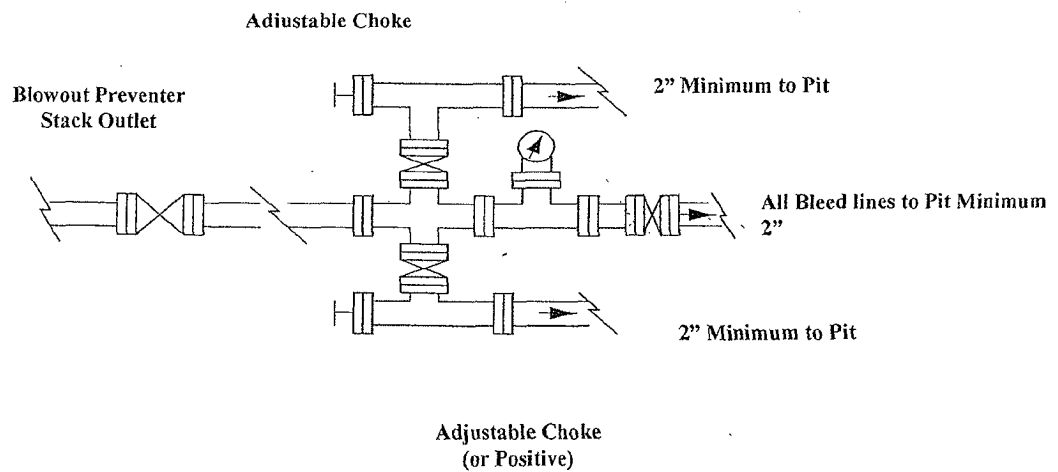 Adiustable Choke
2” Minimum to Pit
Blowout Preventer
Stack Outlet
All Bleed lines to Pit Minimum
2”
2” Minimum to Pit
Adjustable Choke
(or Positive)